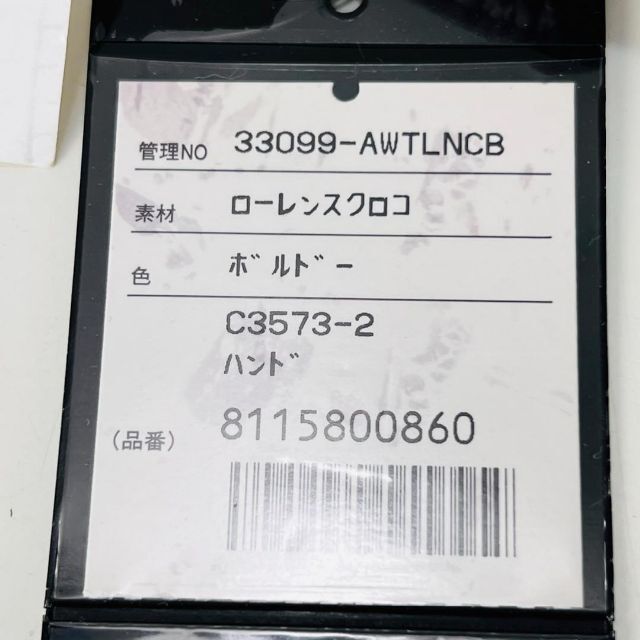 管理NO 33099-AWTLNCB
素材 ﾛｰﾚﾝｽｸﾛｺ
色 ﾎﾞﾙﾄﾞｰ
C3573-2
ﾊﾝﾄﾞ
(品番) 8115800860